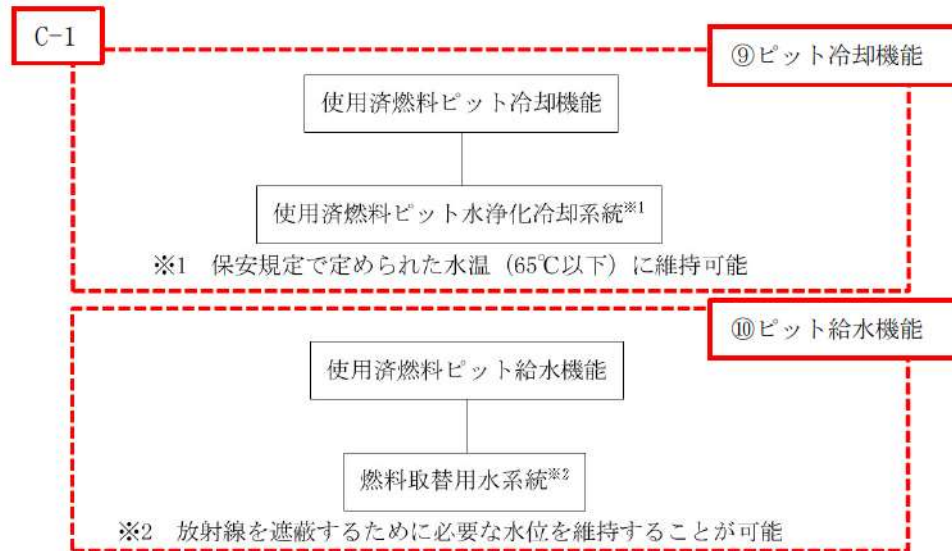 C-1
⑨ピット冷却機能
使用済燃料ピット冷却機能
使用済燃料ピット水浄化冷却系統※1
※1 保安規定で定められた水温（65℃以下）に維持可能
⑩ピット給水機能
使用済燃料ピット給水機能
燃料取替用水系統※2
※2 放射線を遮蔽するために必要な水位を維持することが可能